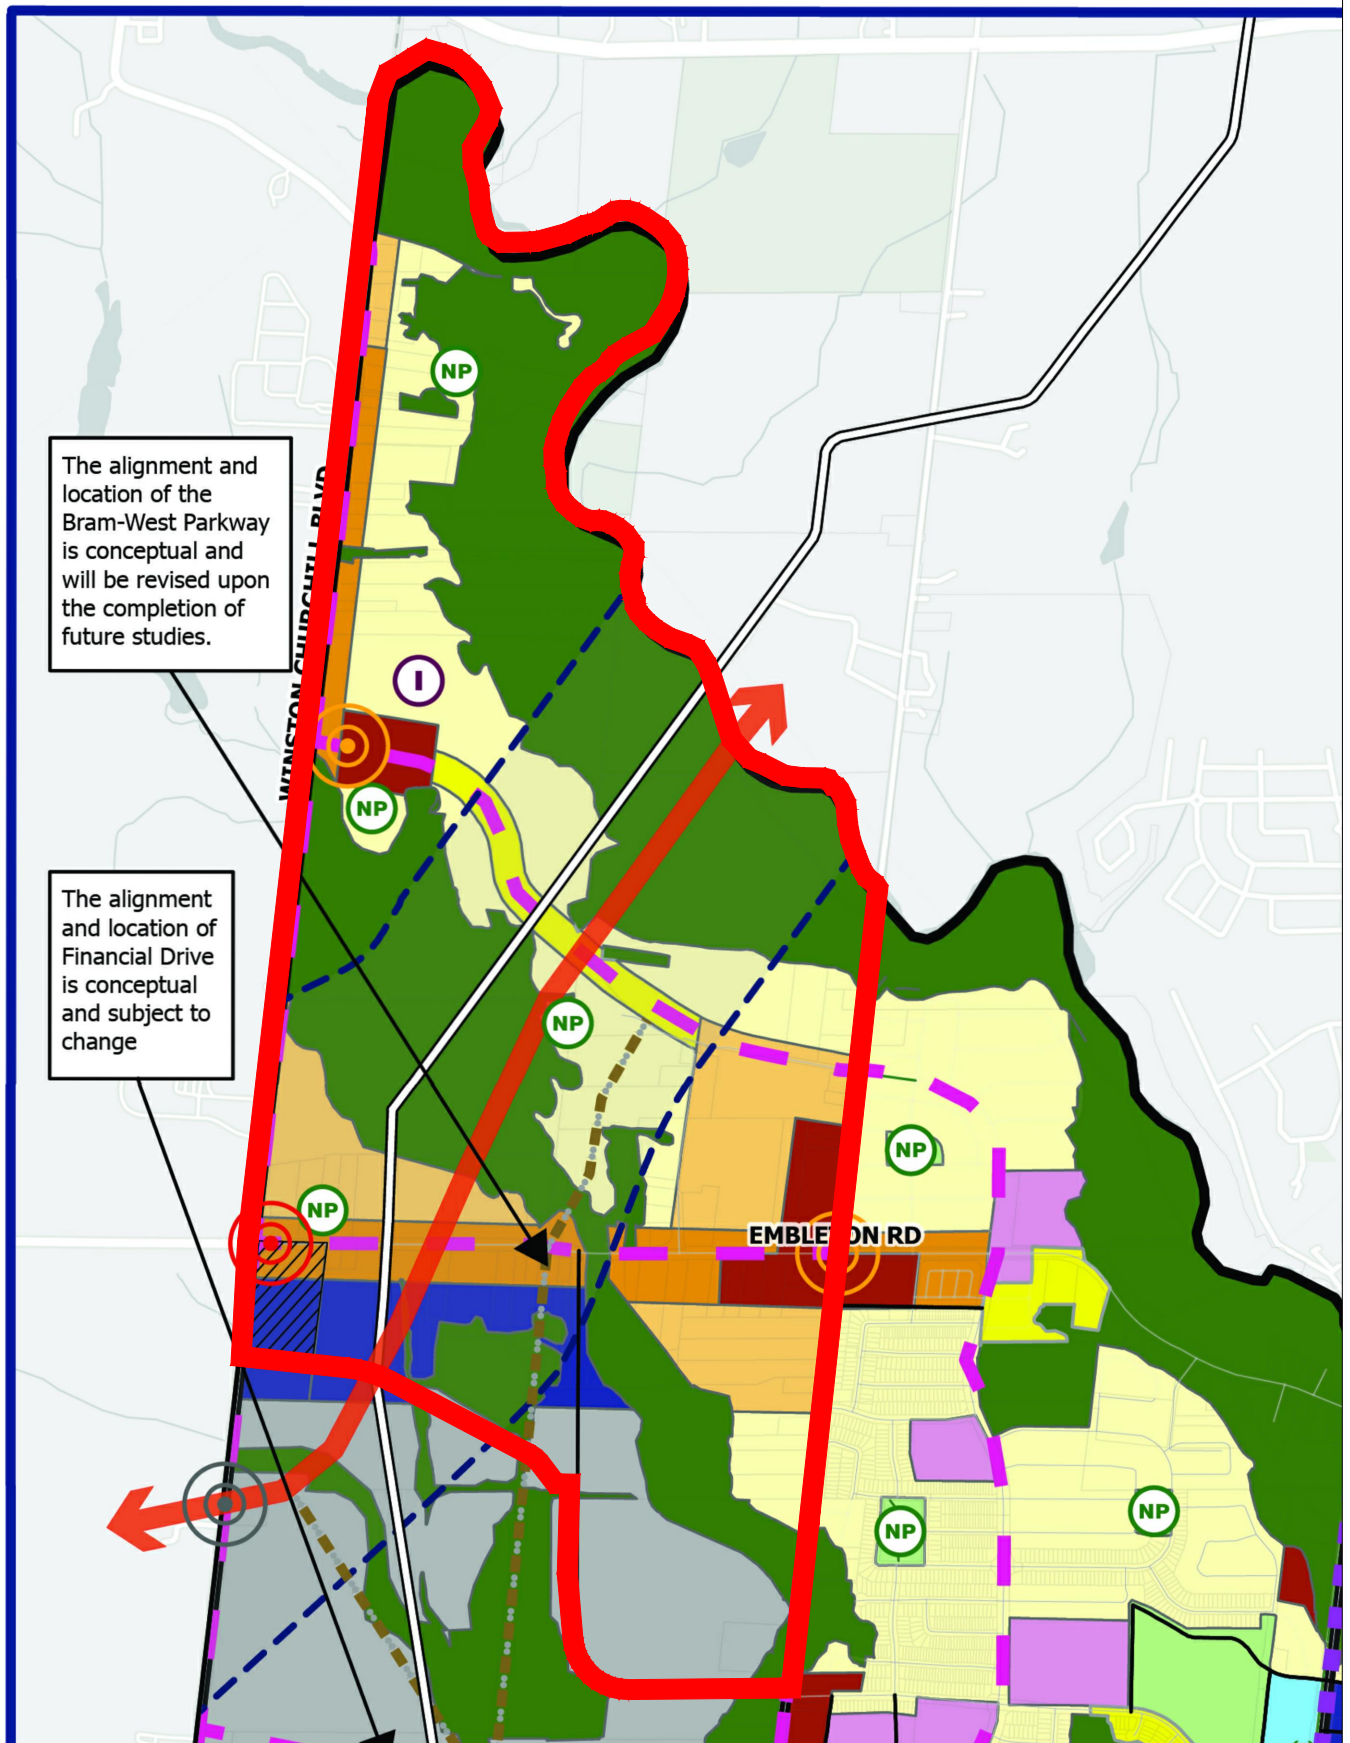 NP
The alignment and
location of the
Bram-West Parkway
is conceptual and
will be revised upon
the completion of
future studies.
WINSTON CHURCHILL BLVD
I
NP
The alignment
and location of
Financial Drive
is conceptual
and subject to
change
NP
NP
NP
EMBLETON RD
NP
NP